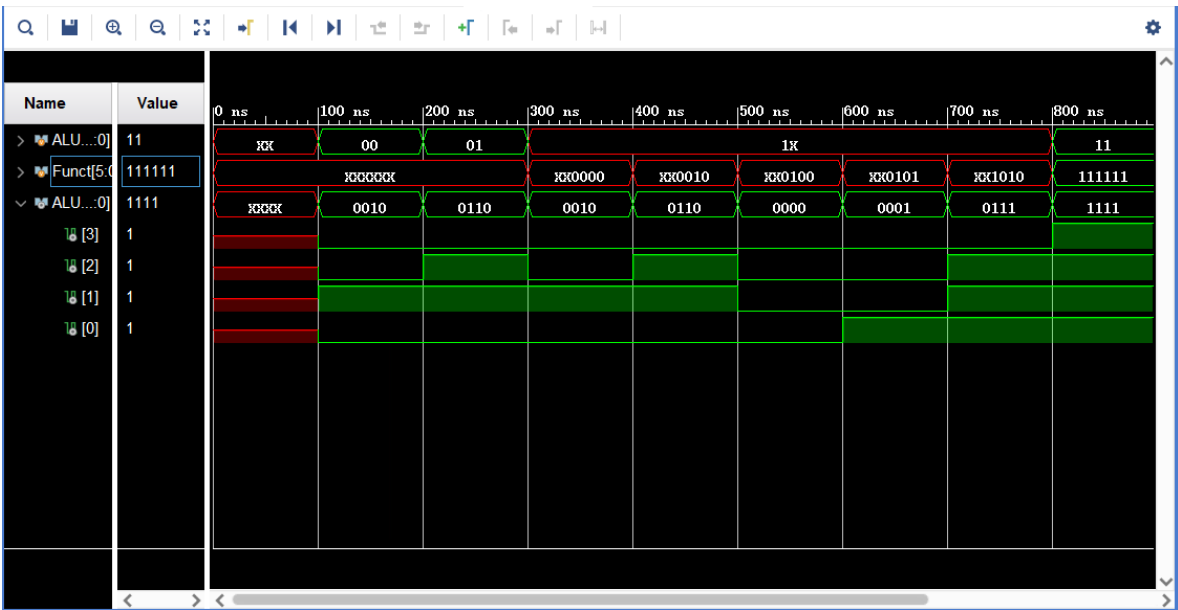 Name Value 0 ns 100 ns 200 ns 300 ns 400 ns 500 ns 600 ns 700 ns 800 ns
ALU...:0] 11 XX 00 01 1X 11
Funct[5:0 111111 XXXXXX XX0000 XX0010 XX0100 XX0101 XX1010 111111
ALU...:0] 1111 XXXX 0010 0110 0010 0110 0000 0001 0111 1111
[3] 1
[2] 1
[1] 1
[0] 1